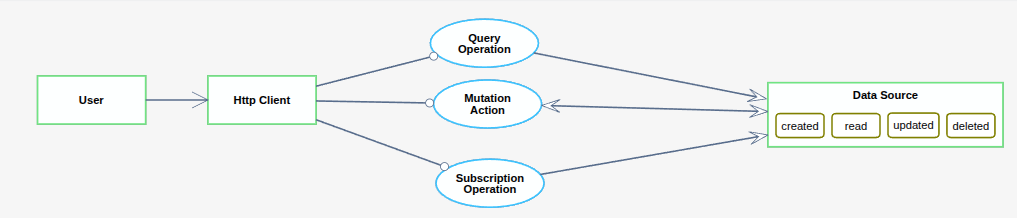 User
Http Client
Query
Operation
Mutation
Action
Subscription
Operation
Data Source
created
read
updated
deleted